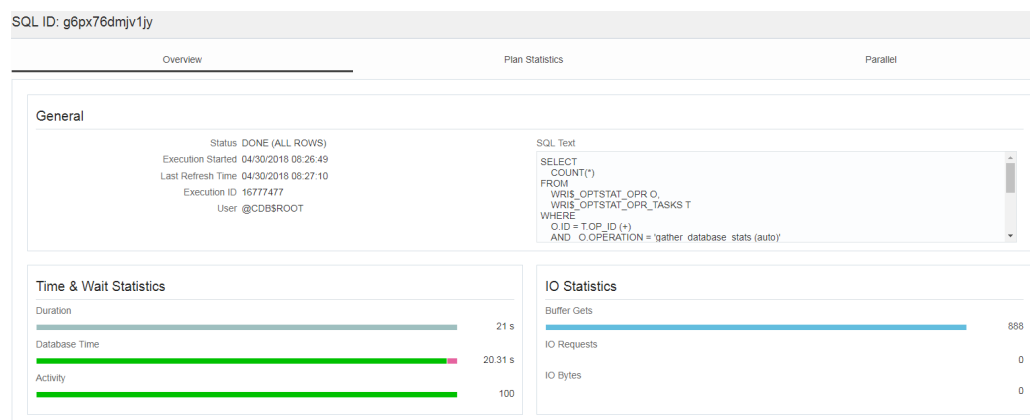 SQL ID: g6px76dmjv1jy
Overview
Plan Statistics
Parallel
General
Status DONE (ALL ROWS)
Execution Started 04/30/2018 08:26:49
Last Refresh Time 04/30/2018 08:27:10
Execution ID 16777477
User @CDB$ROOT
SQL Text
SELECT
COUNT(*)
FROM
WRI$_OPTSTAT_OPR O,
WRI$_OPTSTAT_OPR_TASKS T
WHERE
O.ID = T.OP_ID (+)
AND O.OPERATION = 'gather_database_stats (auto)'
Time & Wait Statistics
Duration
21 s
Database Time
20.31 s
Activity
100
IO Statistics
Buffer Gets
888
IO Requests
0
IO Bytes
0